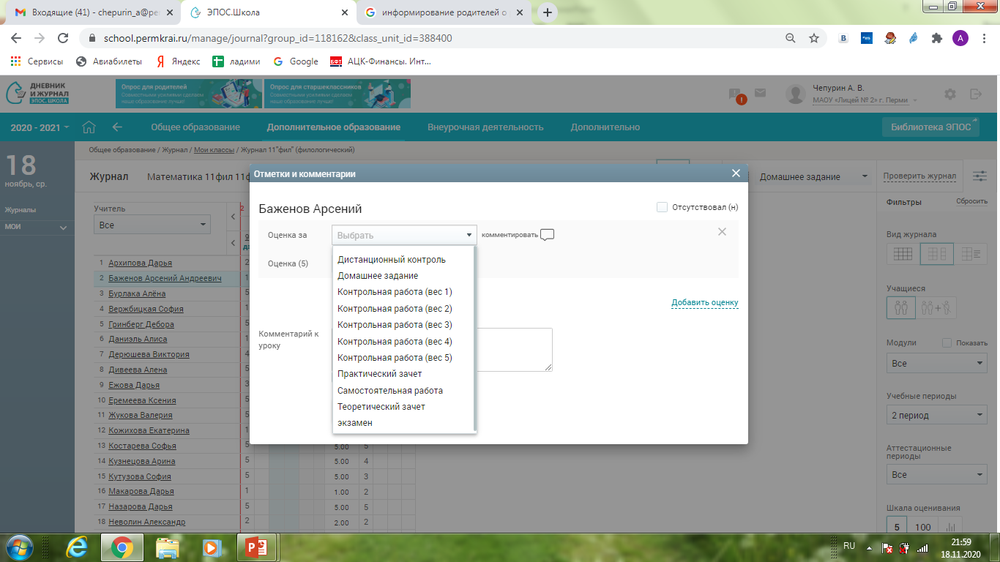 Входящие (41) - chepurin_a@pe
ЭПОС.Школа
информирование родителей о
school.permkrai.ru/manage/journal?group_id=118162&class_unit_id=388400
A
Сервисы
Авиабилеты
Яндекс
ладими
Google
АЦК-Финансы. Инт...
ДНЕВНИК
И ЖУРНАЛ
ЭПОС.ШКОЛА
Опрос для родителей
Совместными усилиями сделаем
наше образование лучше!
Опрос для старшеклассников
Совместными усилиями сделаем
наше образование лучше!
Чепурин А. В.
МАОУ «Лицей № 2» г. Перми
2020 - 2021
Общее образование
Дополнительное образование
Внеурочная деятельность
Дополнительно
Библиотека ЭПОС
18
ноябрь, ср.
Журналы
МОИ
Общее образование / Журнал / Мои классы / Журнал 11"фил" (филологический)
Журнал
Математика 11фил 11ф
Домашнее задание
Проверить журнал
Учитель
Все
1 Архипова Дарья 2
2 Баженов Арсений Андреевич 1
3 Бурлака Алёна 5
4 Вержбицкая София 1
5 Гринберг Дебора 5
6 Даниэль Алиса 1
7 Дерюшева Виктория 4
8 Дивеева Алена 5
9 Ежова Дарья 3
10 Еремеева Ксения 5
11 Жукова Валерия 5
12 Кожихова Екатерина 1
13 Костарева Софья 5 5.00 5
14 Кузнецова Арина 5 5.00 4
15 Кутузова София 5 5.00 3
16 Макарова Дарья 1 1.00 2
17 Назарова Дарья 5 5.00 5
18 Неволин Александр 2 2.00 2
Отметки и комментарии
Баженов Арсений
Отсутствовал (н)
Оценка за
Выбрать
комментировать
Оценка (5)
Дистанционный контроль
Домашнее задание
Контрольная работа (вес 1)
Контрольная работа (вес 2)
Контрольная работа (вес 3)
Контрольная работа (вес 4)
Контрольная работа (вес 5)
Практический зачет
Самостоятельная работа
Теоретический зачет
экзамен
Добавить оценку
Комментарий к
уроку
Фильтры
Сбросить
Вид журнала
Учащиеся
Модули
Показать
Все
Учебные периоды
2 период
Аттестационные
периоды
Все
Шкала оценивания
5
100
RU
21:59
18.11.2020